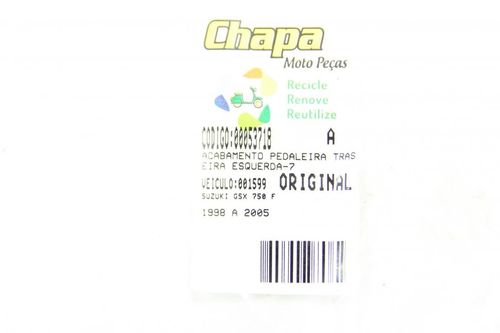 Chapa
Moto Peças
Recicle
Renove
Reutilize
CODIGO:00053718 A
ACABAMENTO PEDALEIRA TRAS
EIRA ESQUERDA-7
VEICULO:001599 ORIGINAL
SUZUKI GSX 750 F
1998 A 2005